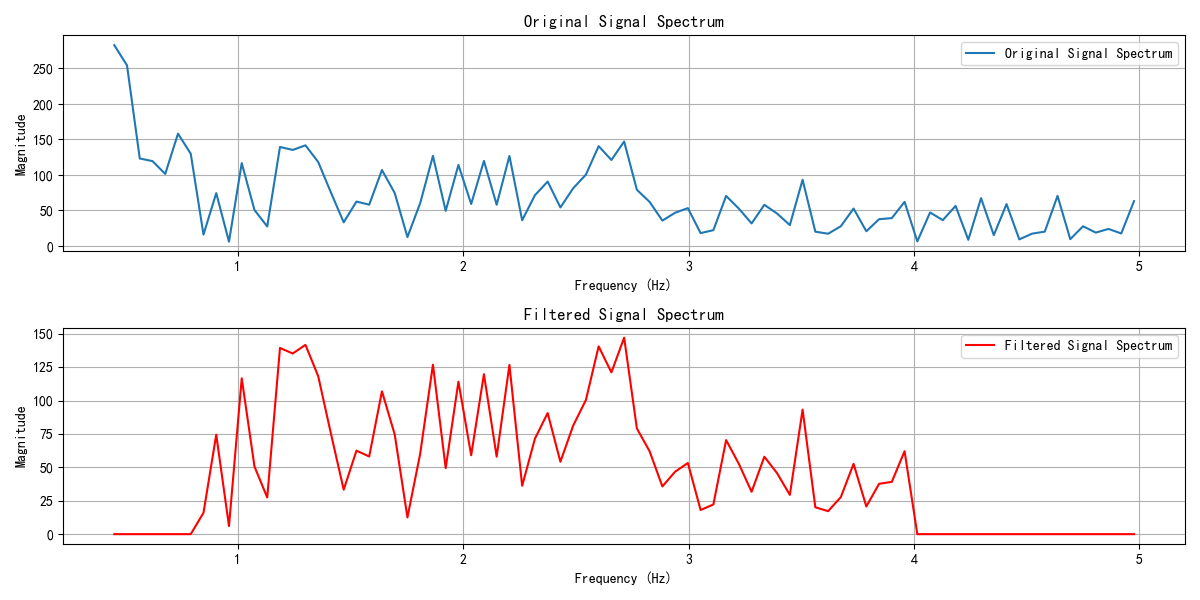 Original Signal Spectrum
Original Signal Spectrum
Magnitude
250
200
150
100
50
0
1 2 3 4 5
Frequency (Hz)
Filtered Signal Spectrum
Filtered Signal Spectrum
Magnitude
150
125
100
75
50
25
0
1 2 3 4 5
Frequency (Hz)